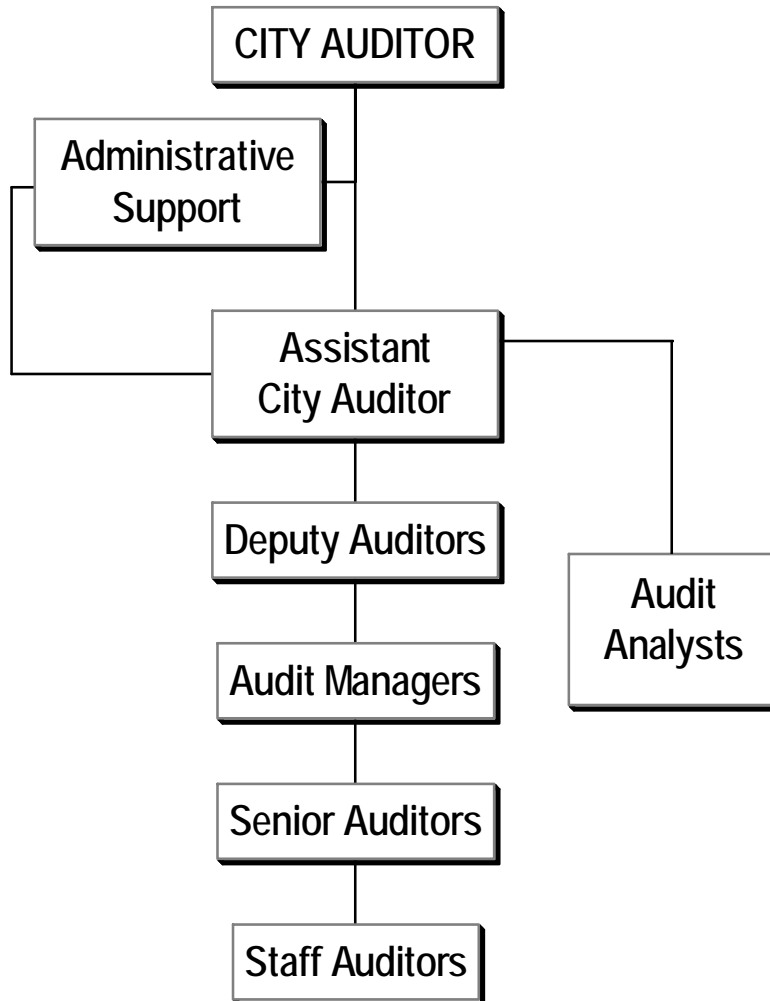 CITY AUDITOR
Administrative
Support
Assistant
City Auditor
Deputy Auditors
Audit
Analysts
Audit Managers
Senior Auditors
Staff Auditors